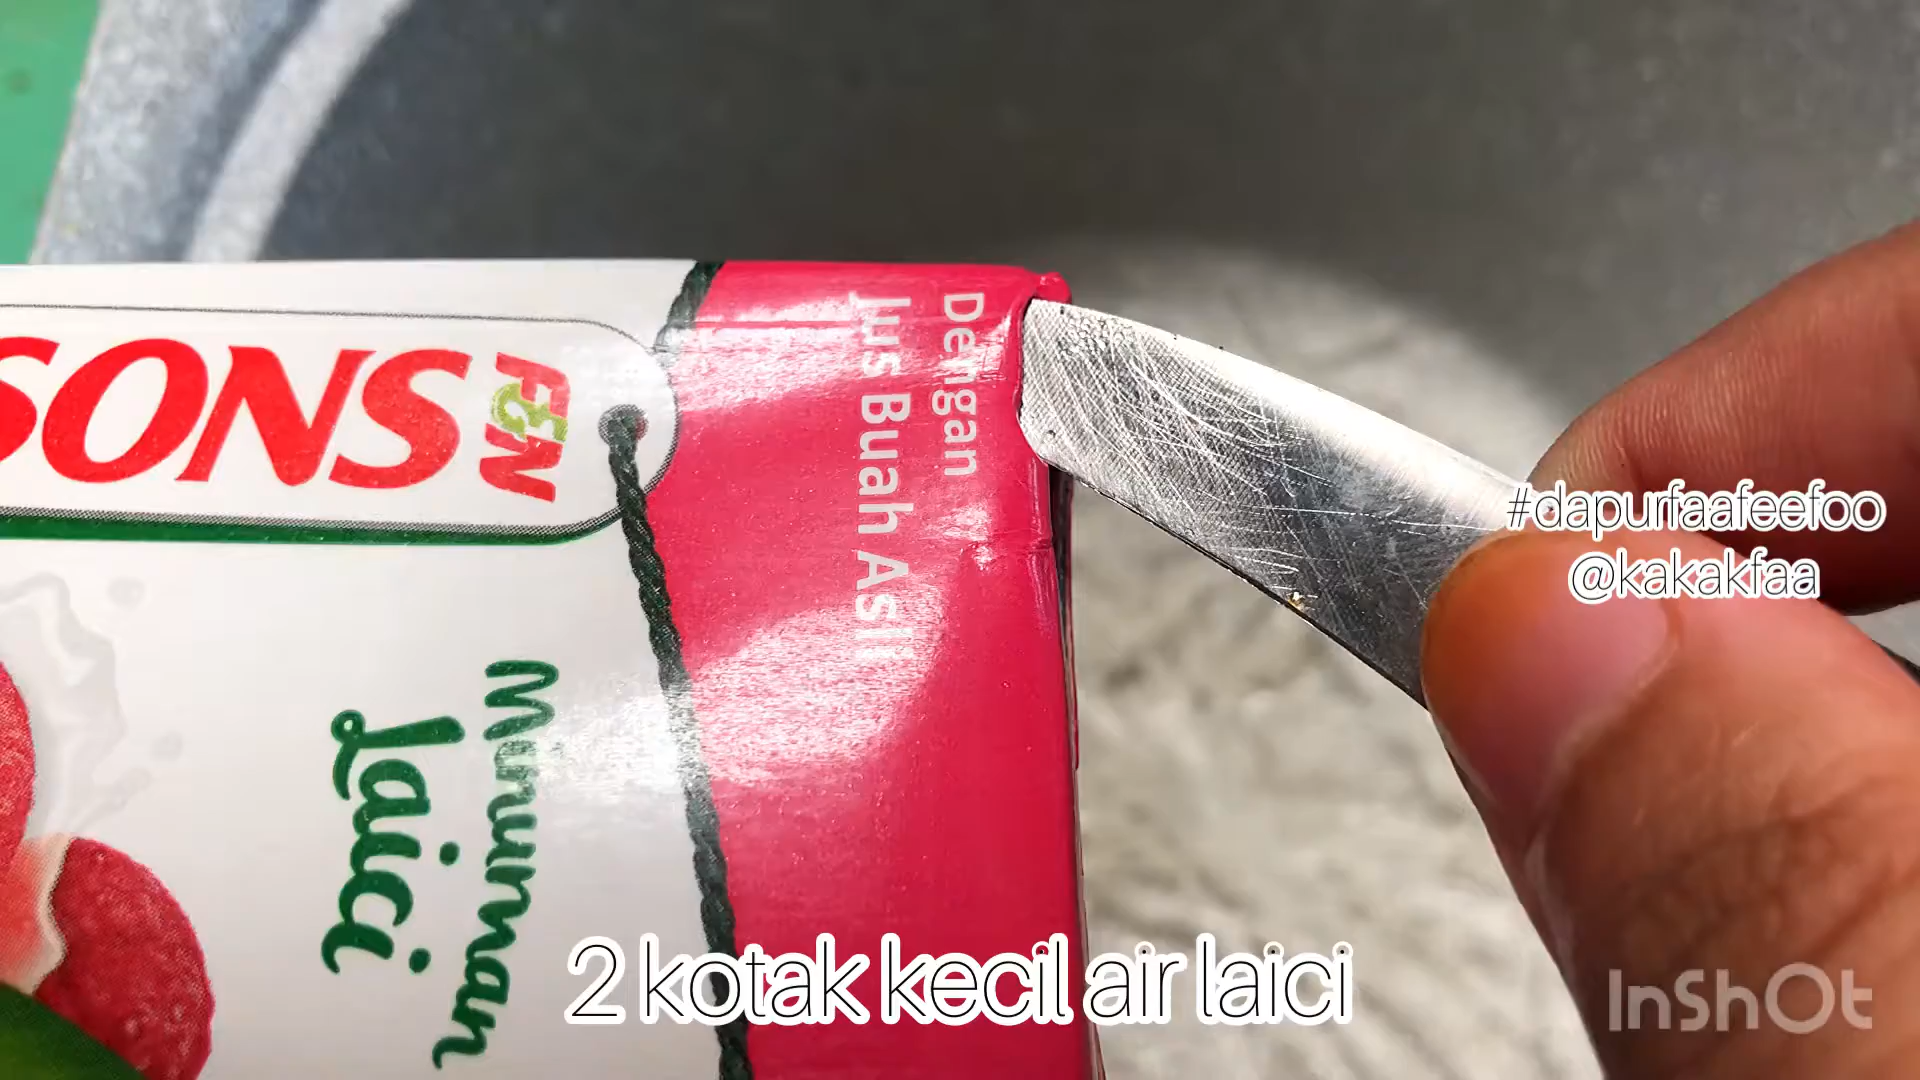 SONS
F&N
Dengan
Jus Buah Asli
Minuman
Laici
#dapurfaafeefoo
@kakakfaa
2 kotak kecil air laici
InShOt